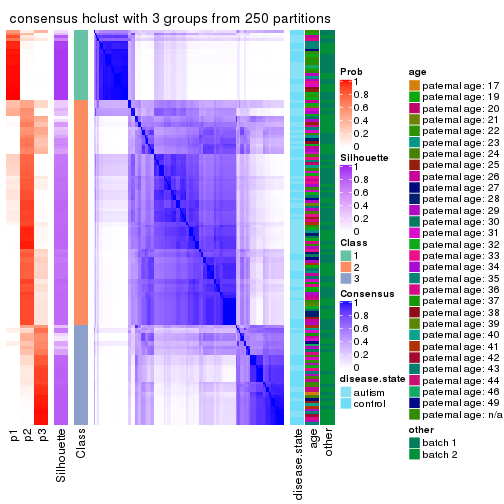 consensus hclust with 3 groups from 250 partitions
p1
p2
p3
Silhouette
Class
disease.state
age
other
Prob
1
0.8
0.6
0.4
0.2
0
Silhouette
1
0.8
0.6
0.4
0.2
0
Class
1
2
3
Consensus
1
0.8
0.6
0.4
0.2
0
disease.state
autism
control
age
paternal age: 17
paternal age: 19
paternal age: 20
paternal age: 21
paternal age: 22
paternal age: 23
paternal age: 24
paternal age: 25
paternal age: 26
paternal age: 27
paternal age: 28
paternal age: 29
paternal age: 30
paternal age: 31
paternal age: 32
paternal age: 33
paternal age: 34
paternal age: 35
paternal age: 36
paternal age: 37
paternal age: 38
paternal age: 39
paternal age: 40
paternal age: 41
paternal age: 42
paternal age: 43
paternal age: 44
paternal age: 46
paternal age: 49
paternal age: n/a
other
batch 1
batch 2